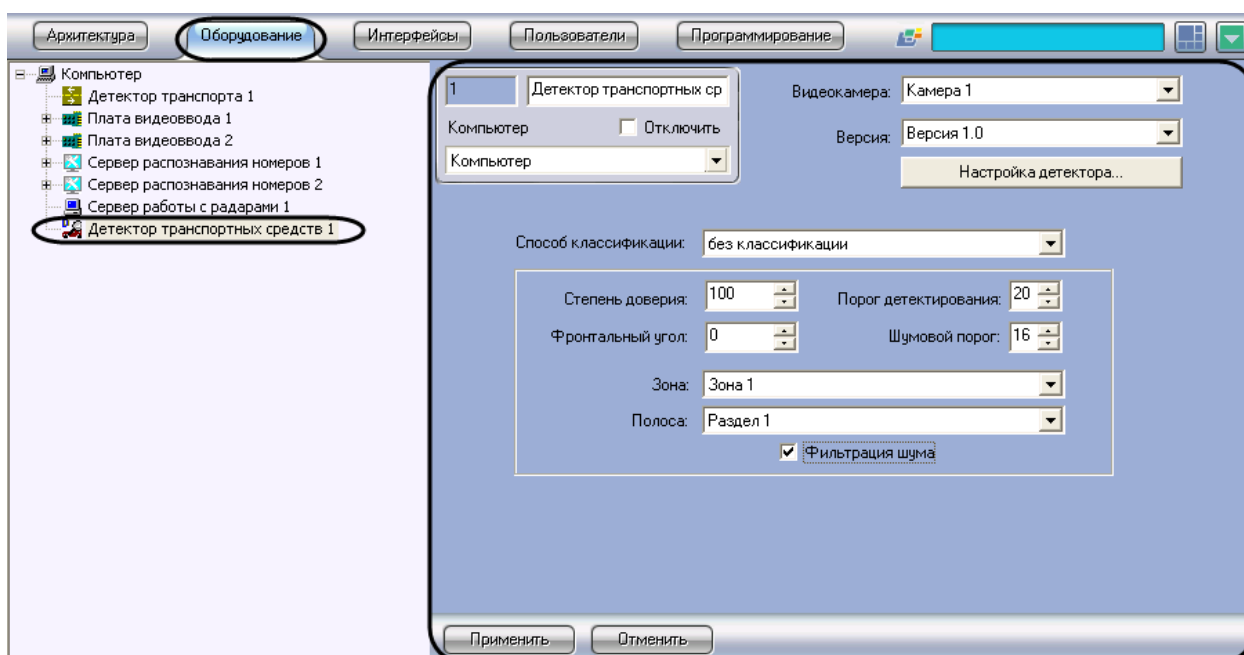 Архитектура
Оборудование
Интерфейсы
Пользователи
Программирование
Компьютер
Детектор транспорта 1
Плата видеоввода 1
Плата видеоввода 2
Сервер распознавания номеров 1
Сервер распознавания номеров 2
Сервер работы с радарами 1
Детектор транспортных средств 1
1
Детектор транспортных ср
Компьютер
Отключить
Компьютер
Видеокамера: Камера 1
Версия: Версия 1.0
Настройка детектора...
Способ классификации: без классификации
Степень доверия: 100
Порог детектирования: 20
Фронтальный угол: 0
Шумовой порог: 16
Зона: Зона 1
Полоса: Раздел 1
Фильтрация шума
Применить
Отменить